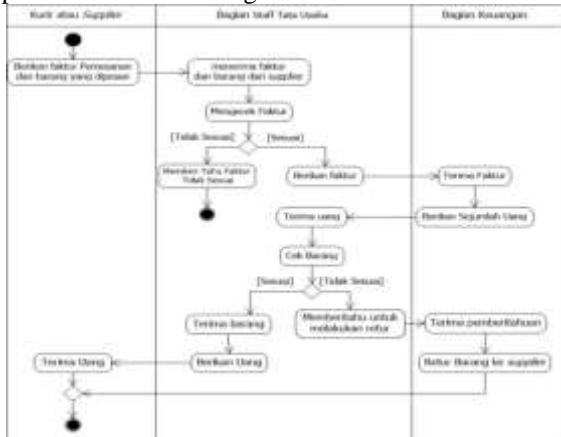 Kurir atau Supplier
Bagian Staff Tata Usaha
Bagian Keuangan
Berikan faktur Pemesanan
dan barang yang dipesan
menerima faktur
dan barang dari supplier
Mengecek Faktur
[Tidak Sesuai]
[Sesuai]
Memberi Tahu Faktur
Tidak Sesuai
Berikan faktur
Terima Faktur
Terima uang
Berikan Sejumlah Uang
Cek Barang
[Sesuai]
[Tidak Sesuai]
Terima barang
Memberitahu untuk
melakukan retur
Terima pemberitahuan
Terima Uang
Berikan Uang
Retur Barang ke supplier